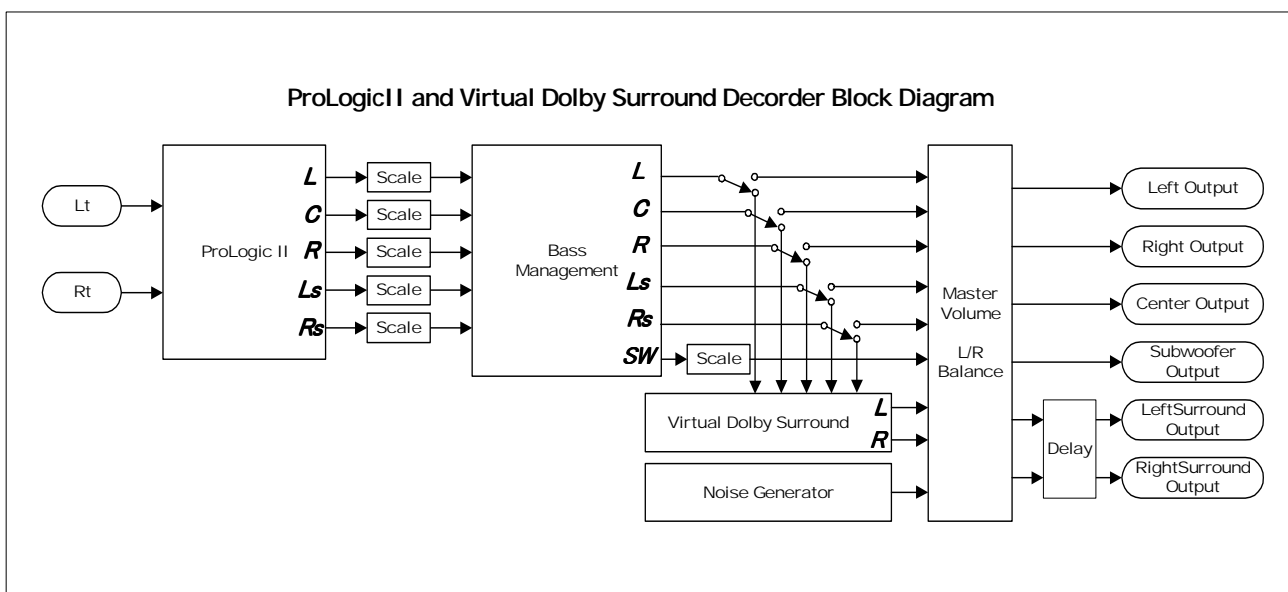 ProLogicII and Virtual Dolby Surround Decorder Block Diagram
Lt
Rt
ProLogic II
L
C
R
Ls
Rs
Scale
Scale
Scale
Scale
Scale
Bass
Management
L
C
R
Ls
Rs
SW
Scale
Virtual Dolby Surround
L
R
Noise Generator
Master
Volume
L/R
Balance
Delay
Left Output
Right Output
Center Output
Subwoofer
Output
LeftSurround
Output
RightSurround
Output